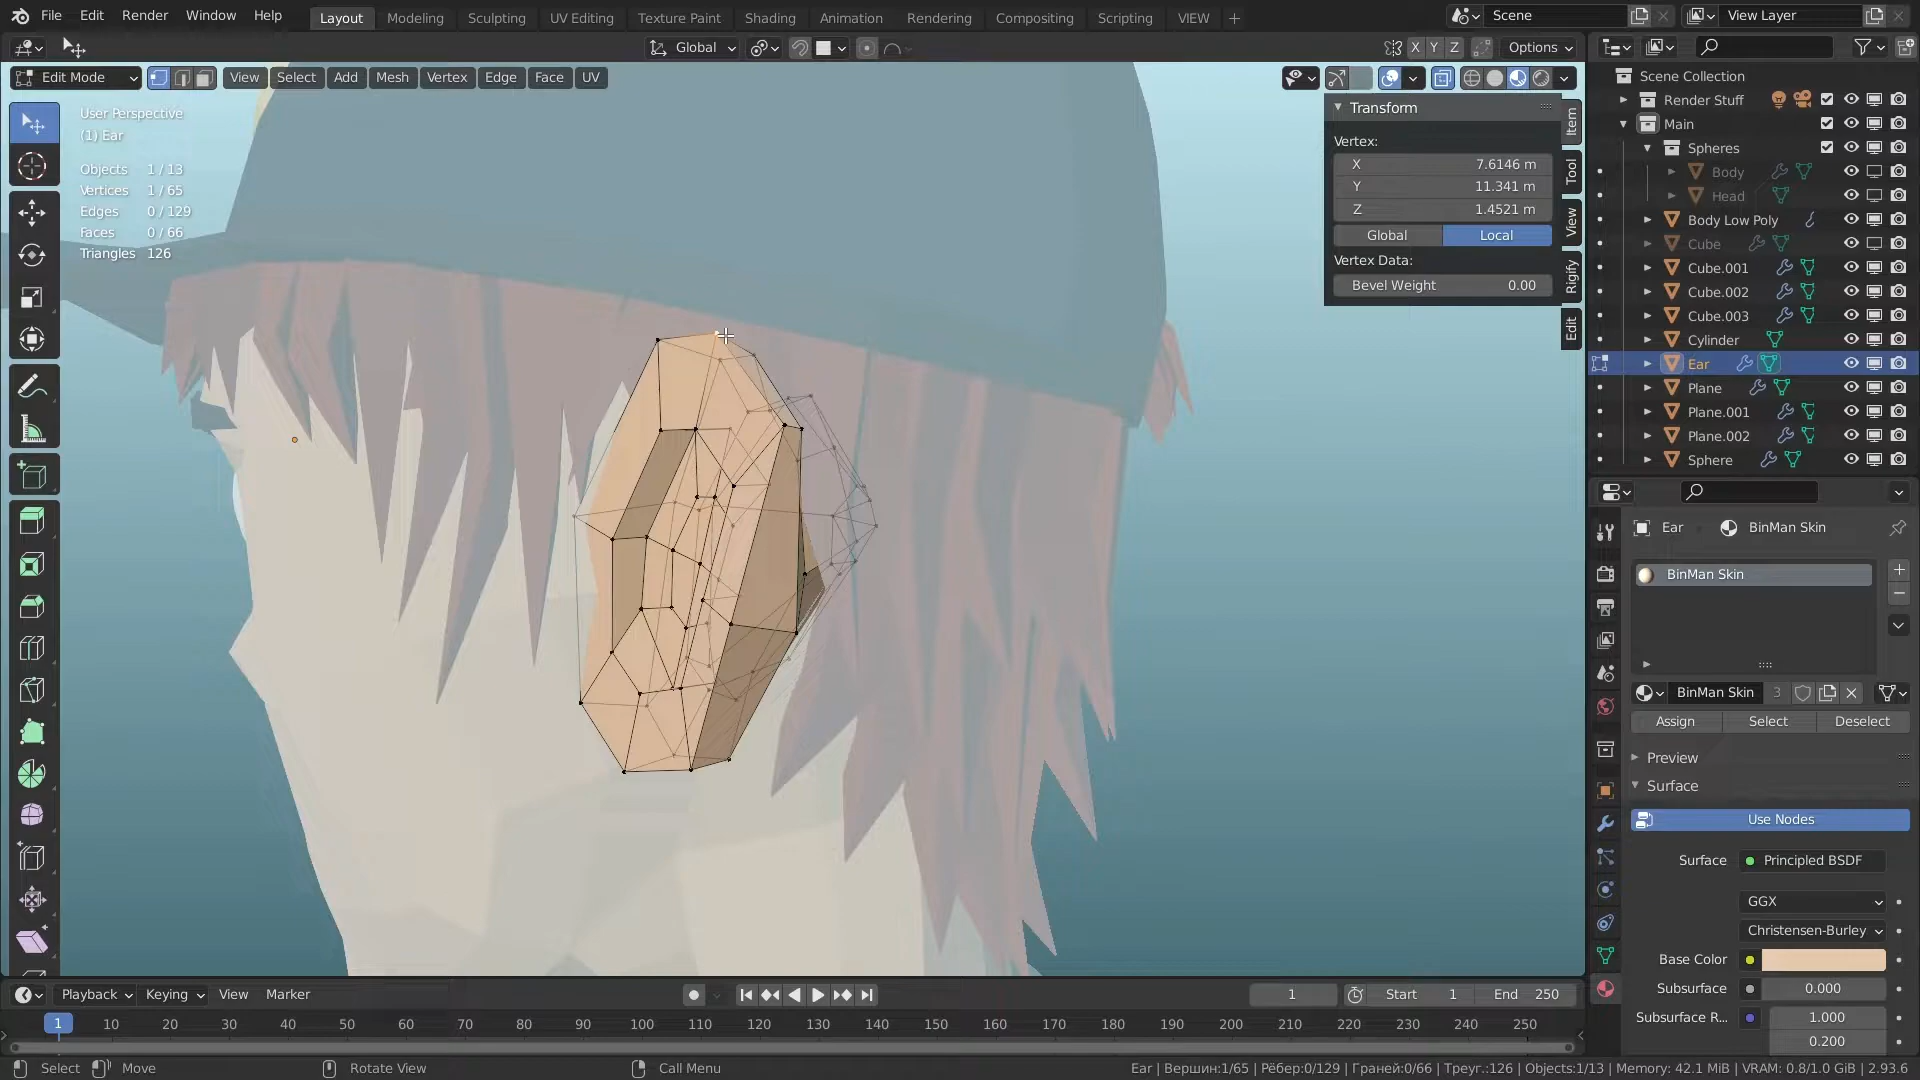 File Edit Render Window Help Layout Modeling Sculpting UV Editing Texture Paint Shading Animation Rendering Compositing Scripting VIEW + Scene View Layer
Global X Y Z Options
Edit Mode View Select Add Mesh Vertex Edge Face UV
User Perspective
(1) Ear
Objects 1 / 13
Vertices 1 / 65
Edges 0 / 129
Faces 0 / 66
Triangles 126
Transform
Vertex:
X 7.6146 m
Y 11.341 m
Z 1.4521 m
Global Local
Vertex Data:
Bevel Weight 0.00
Item
Tool
View
Rigify
Edit
Scene Collection
Render Stuff
Main
Spheres
Body
Head
Body Low Poly
Cube
Cube.001
Cube.002
Cube.003
Cylinder
Ear
Plane
Plane.001
Plane.002
Sphere
Ear BinMan Skin
BinMan Skin
BinMan Skin 3
Assign Select Deselect
Preview
Surface
Use Nodes
Surface Principled BSDF
GGX
Christensen-Burley
Base Color
Subsurface 0.000
Subsurface R... 1.000
0.200
Playback Keying View Marker 1 Start 1 End 250
1 10 20 30 40 50 60 70 80 90 100 110 120 130 140 150 160 170 180 190 200 210 220 230 240 250
Select Move Rotate View Call Menu Ear | Вершин:1/65 | Рёбер:0/129 | Граней:0/66 | Треуг.:126 | Objects:1/13 | Memory: 42.1 MiB | VRAM: 0.8/1.0 GiB | 2.93.6